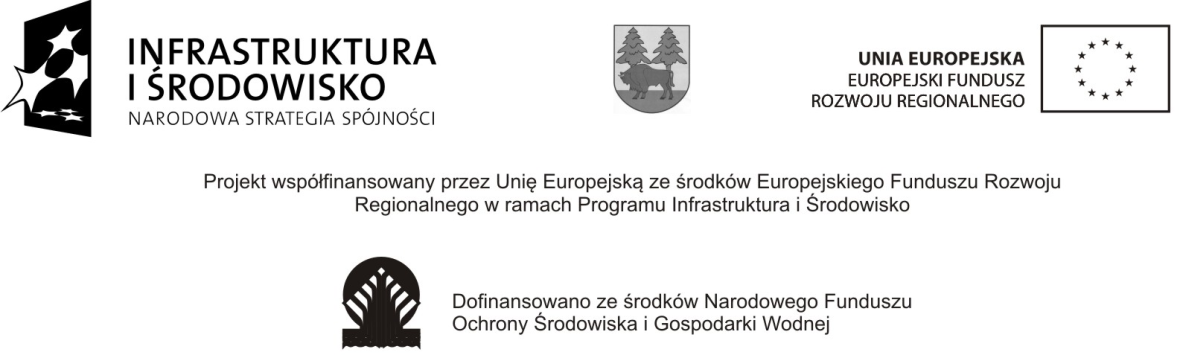 INFRASTRUKTURA
I ŚRODOWISKO
NARODOWA STRATEGIA SPÓJNOŚCI
UNIA EUROPEJSKA
EUROPEJSKI FUNDUSZ
ROZWOJU REGIONALNEGO
Projekt współfinansowany przez Unię Europejską ze środków Europejskiego Funduszu Rozwoju
Regionalnego w ramach Programu Infrastruktura i Środowisko
Dofinansowano ze środków Narodowego Funduszu
Ochrony Środowiska i Gospodarki Wodnej